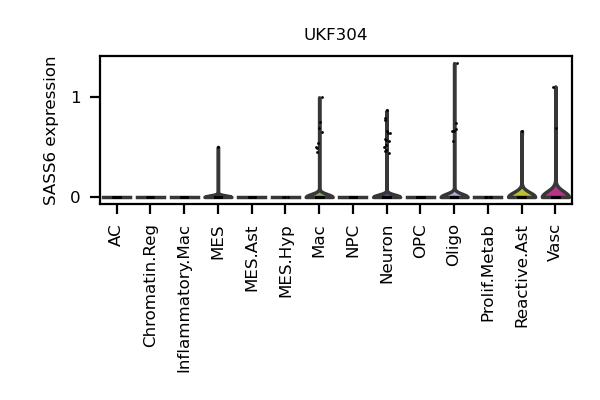 UKF304
SASS6 expression
1
0
AC
Chromatin.Reg
Inflammatory.Mac
MES
MES.Ast
MES.Hyp
Mac
NPC
Neuron
OPC
Oligo
Prolif.Metab
Reactive.Ast
Vasc